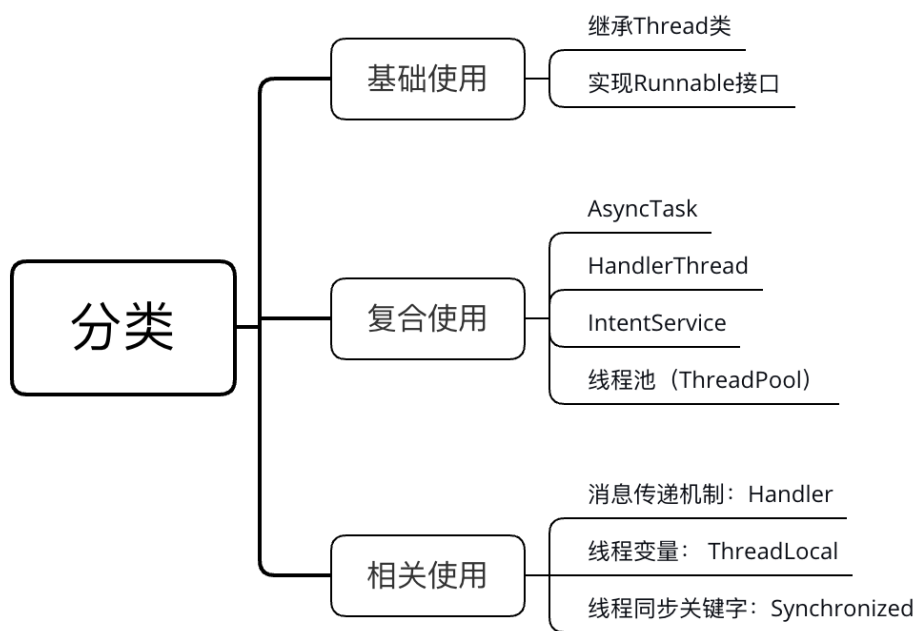 分类
基础使用
继承Thread类
实现Runnable接口
复合使用
AsyncTask
HandlerThread
IntentService
线程池（ThreadPool）
相关使用
消息传递机制：Handler
线程变量： ThreadLocal
线程同步关键字：Synchronized